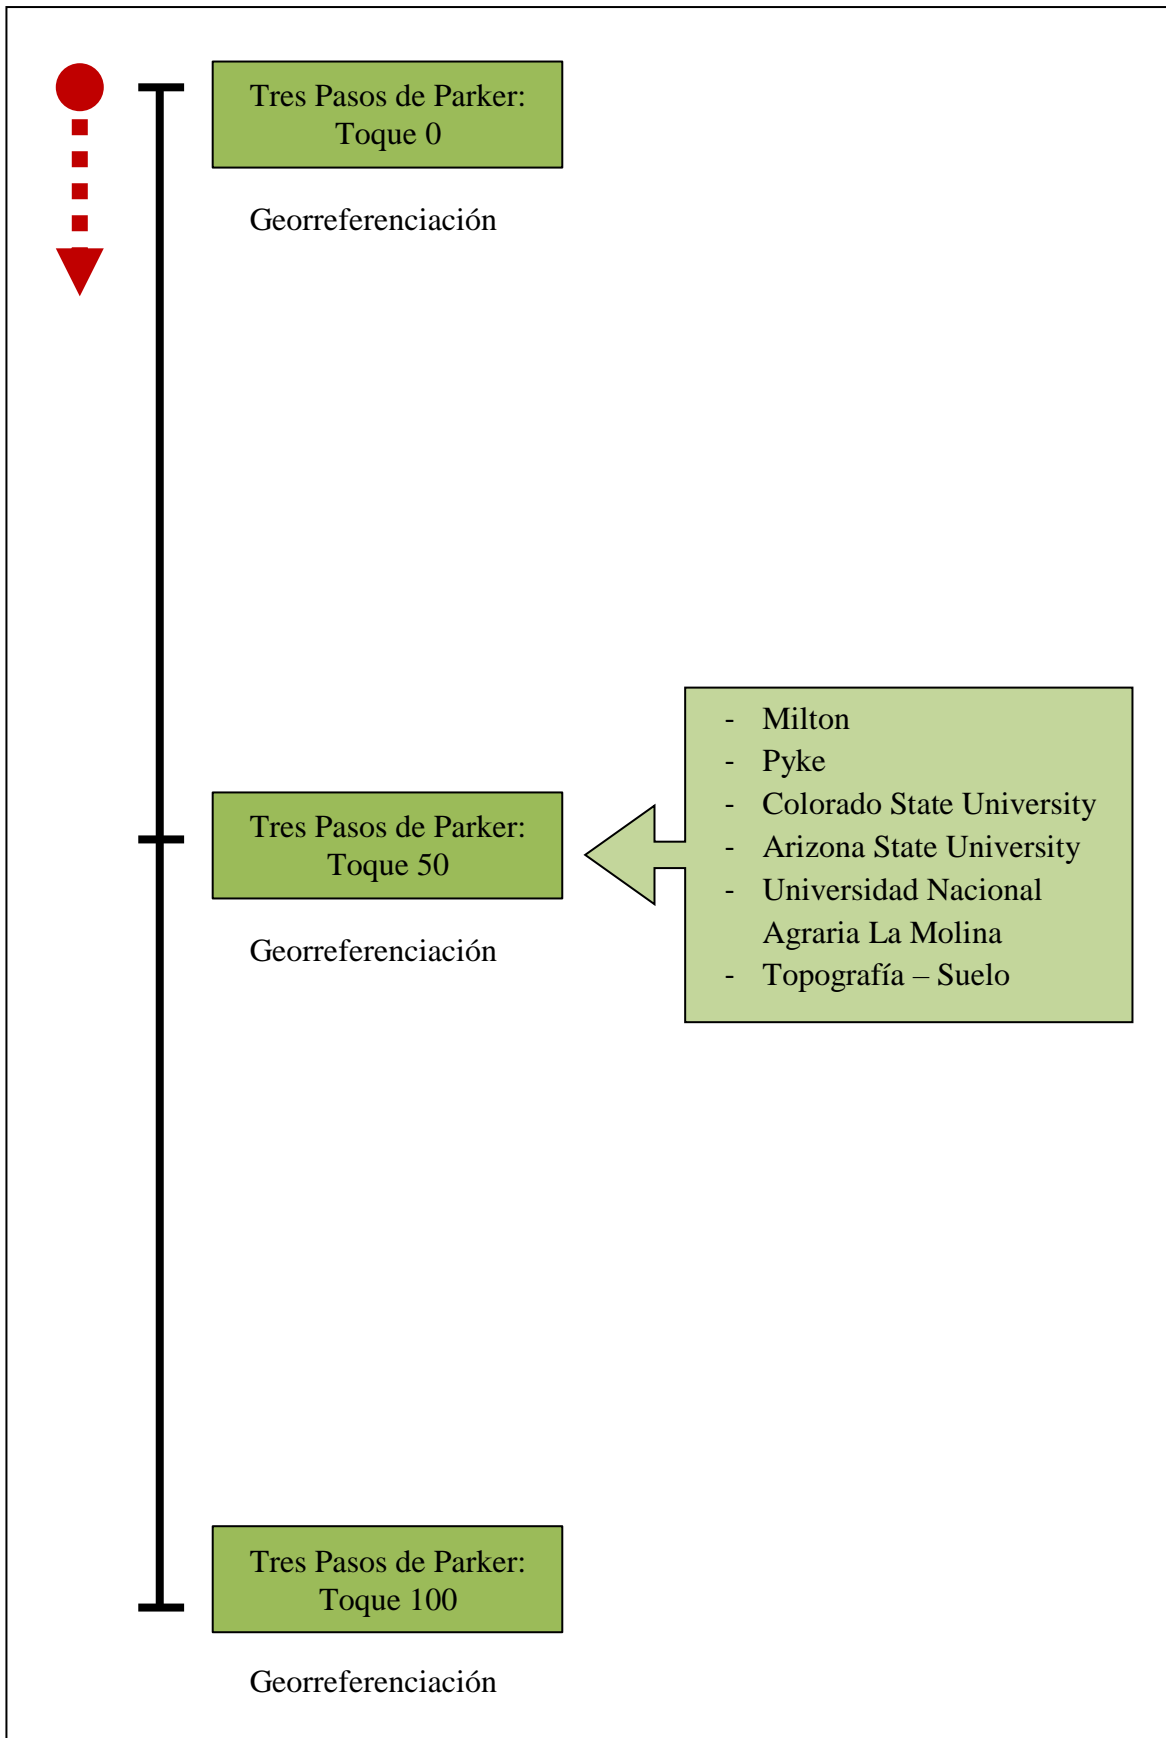 Tres Pasos de Parker:
Toque 0
Georreferenciación
- Milton
- Pyke
- Colorado State University
- Arizona State University
- Universidad Nacional
Agraria La Molina
- Topografía – Suelo
Tres Pasos de Parker:
Toque 50
Georreferenciación
Tres Pasos de Parker:
Toque 100
Georreferenciación